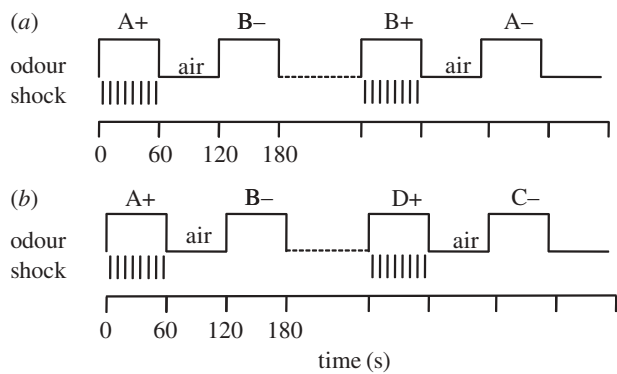 (a) A+ B– B+ A–
odour air air
shock
0 60 120 180
(b) A+ B– D+ C–
odour air air
shock
0 60 120 180
time (s)